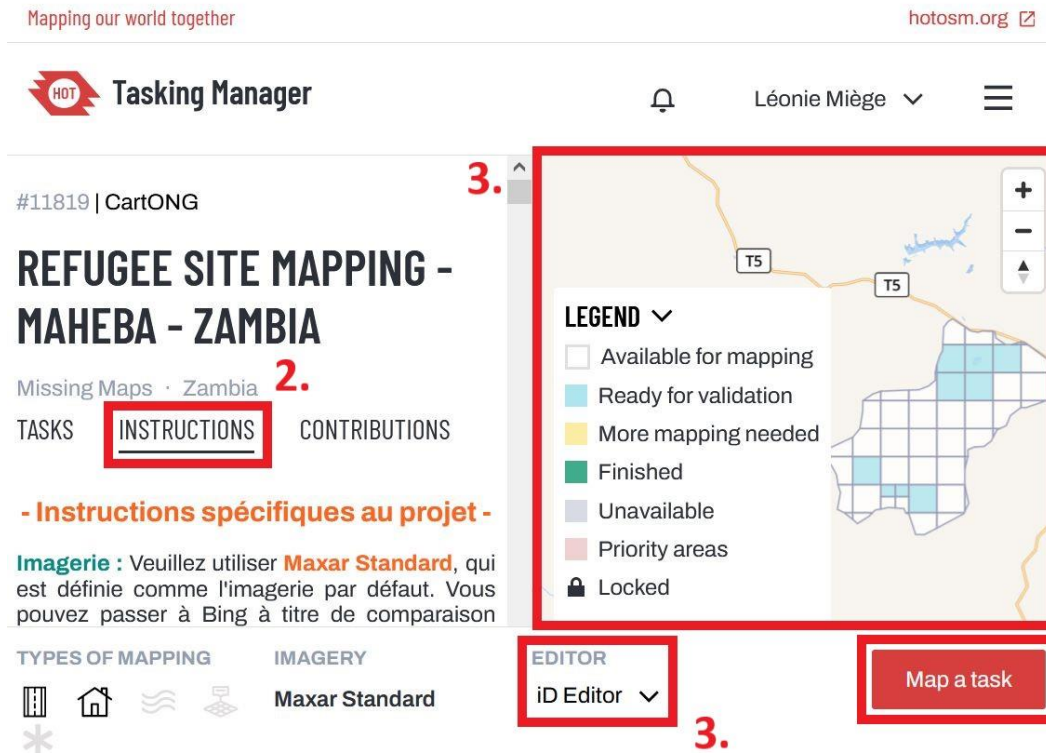 Mapping our world together
hotosm.org
HOT
Tasking Manager
Léonie Miège
3.
#11819 | CartONG
REFUGEE SITE MAPPING -
MAHEBA - ZAMBIA
2.
Missing Maps · Zambia
TASKS
INSTRUCTIONS
CONTRIBUTIONS
- Instructions spécifiques au projet -
Imagerie : Veuillez utiliser Maxar Standard, qui
est définie comme l'imagerie par défaut. Vous
pouvez passer à Bing à titre de comparaison
T5
T5
LEGEND
Available for mapping
Ready for validation
More mapping needed
Finished
Unavailable
Priority areas
Locked
TYPES OF MAPPING
IMAGERY
Maxar Standard
EDITOR
iD Editor
3.
Map a task